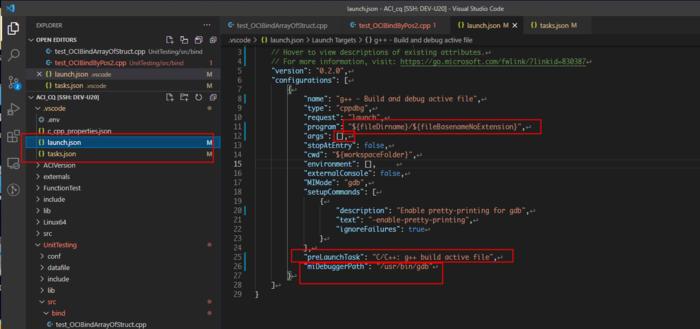 launch.json - ACI_cq [SSH: DEV-U20] - Visual Studio Code
EXPLORER
OPEN EDITORS
test_OCIBindArrayOfStruct.cpp UnitTesting/src/bind
test_OCIBindByPos2.cpp UnitTesting/src/bind 1
launch.json .vscode M
tasks.json .vscode M
ACI_CQ [SSH: DEV-U20]
.vscode
.env
c_cpp_properties.json
launch.json M
tasks.json M
ACIVersion
externals
FunctionTest
include
lib
Linux64
src
UnitTesting
conf
datafile
include
lib
src
bind
test_OCIBindArrayOfStruct.cpp
test_OCIBindArrayOfStruct.cpp
test_OCIBindByPos2.cpp 1
launch.json M
tasks.json M
.vscode > launch.json > Launch Targets > g++ - Build and debug active file
3 // Hover to view descriptions of existing attributes.
4 // For more information, visit: https://go.microsoft.com/fwlink/?linkid=830387
5 "version": "0.2.0",
6 "configurations": [
7 {
8 "name": "g++ - Build and debug active file",
9 "type": "cppdbg",
10 "request": "launch",
11 "program": "${fileDirname}/${fileBasenameNoExtension}",
12 "args": [],
13 "stopAtEntry": false,
14 "cwd": "${workspaceFolder}",
15 "environment": [],
16 "externalConsole": false,
17 "MIMode": "gdb",
18 "setupCommands": [
19 {
20 "description": "Enable pretty-printing for gdb",
21 "text": "-enable-pretty-printing",
22 "ignoreFailures": true
23 }
24 ],
25 "preLaunchTask": "C/C++: g++ build active file",
26 "miDebuggerPath": "/usr/bin/gdb"
27 }
28 ]
29 }